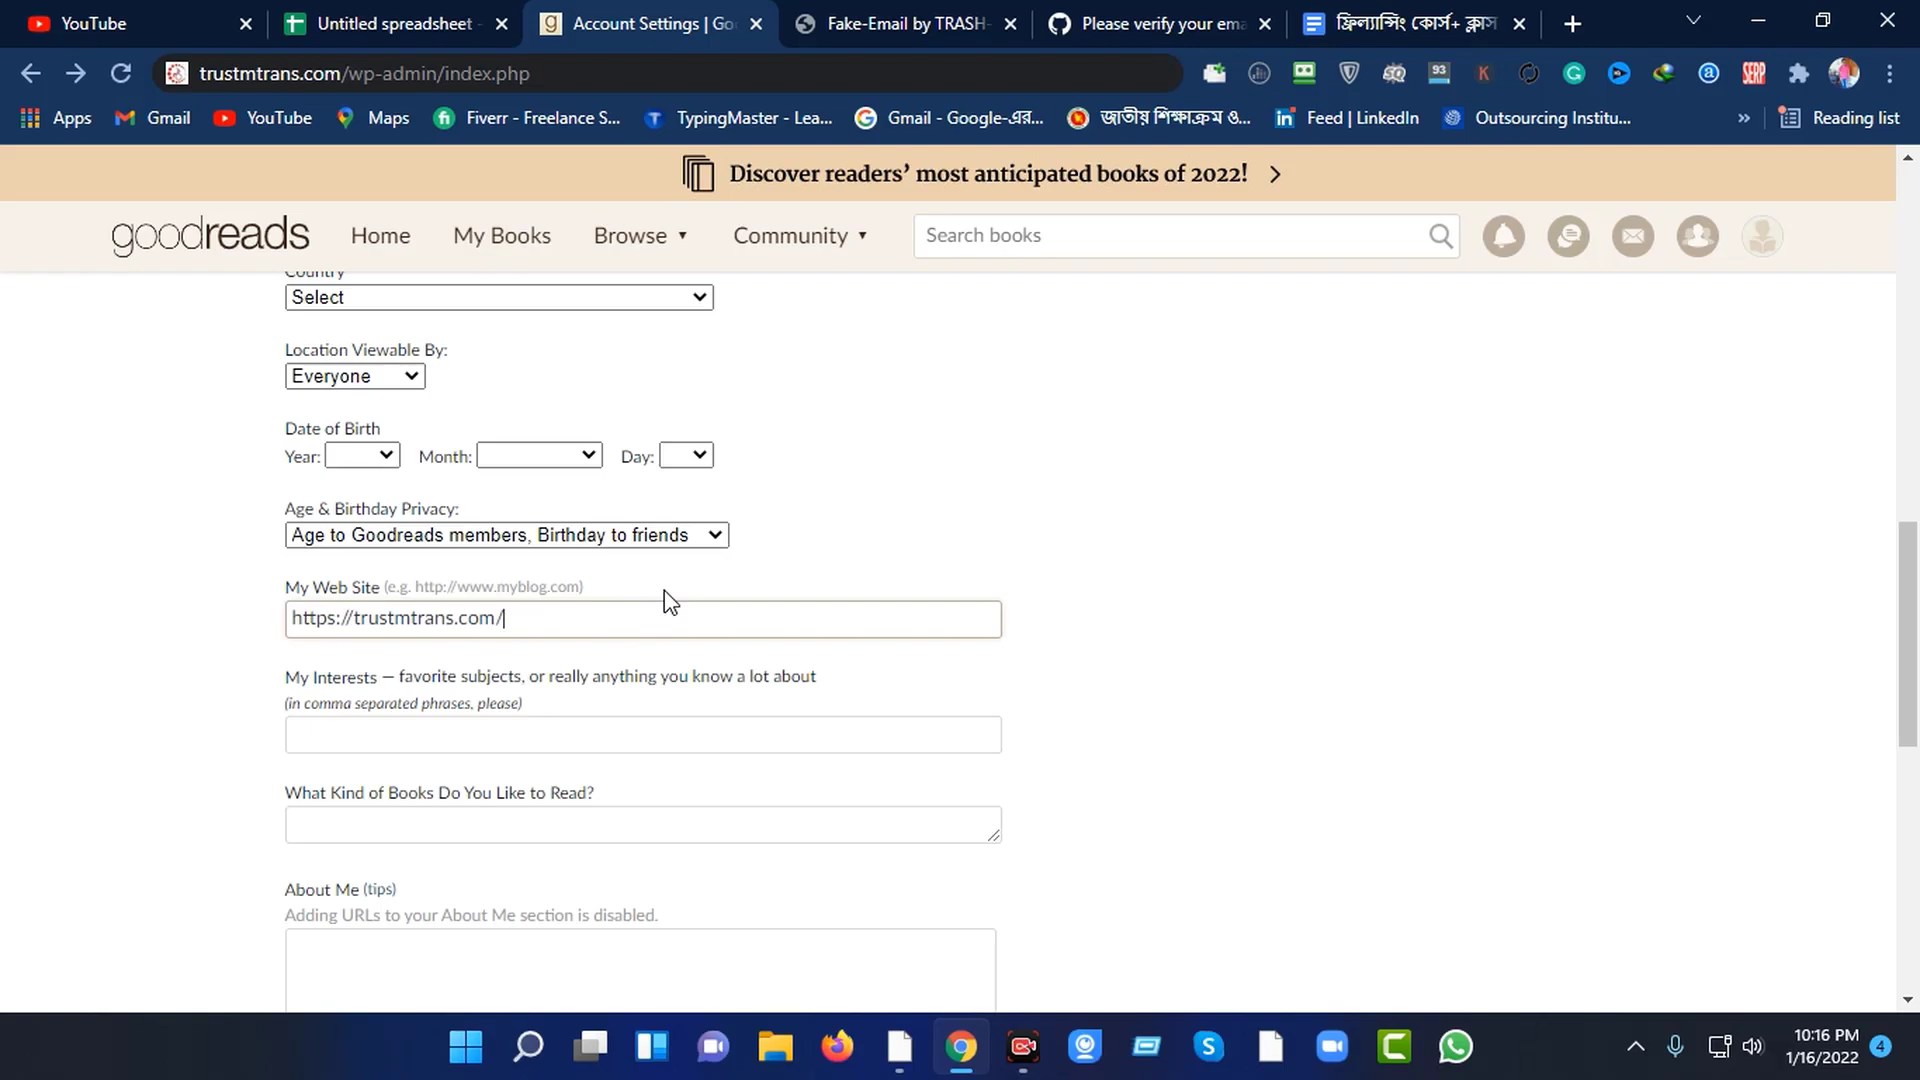 YouTube
Untitled spreadsheet -
Account Settings | Go
Fake-Email by TRASH-
Please verify your ema
ফ্রিল্যান্সিং কোর্স+ ক্লাস
trustmtrans.com/wp-admin/index.php
93
SERP
Apps
Gmail
YouTube
Maps
Fiverr - Freelance S...
TypingMaster - Lea...
Gmail - Google-এর...
জাতীয় শিক্ষাক্রম ও...
Feed | LinkedIn
Outsourcing Institu...
Reading list
Discover readers’ most anticipated books of 2022!
goodreads
Home
My Books
Browse
Community
Search books
Country
Select
Location Viewable By:
Everyone
Date of Birth
Year:
Month:
Day:
Age & Birthday Privacy:
Age to Goodreads members, Birthday to friends
My Web Site (e.g. http://www.myblog.com)
https://trustmtrans.com/
My Interests — favorite subjects, or really anything you know a lot about
(in comma separated phrases, please)
What Kind of Books Do You Like to Read?
About Me (tips)
Adding URLs to your About Me section is disabled.
10:16 PM
1/16/2022
4